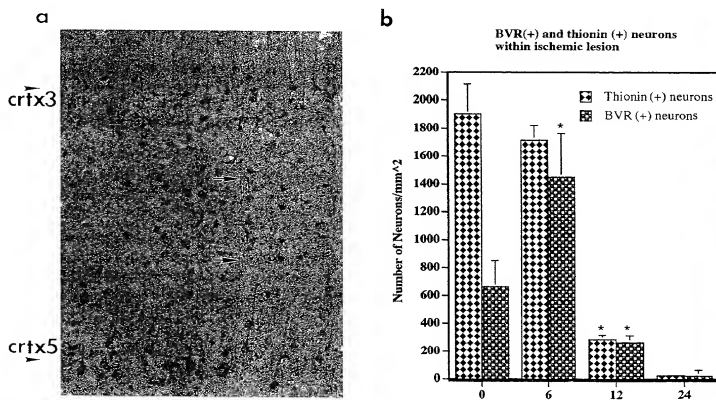 a
crtx3
crtx5
b
BVR(+) and thionin (+) neurons
within ischemic lesion
Number of Neurons/mm^2
2200
2000
1800
1600
1400
1200
1000
800
600
400
200
0
Thionin (+) neurons
BVR (+) neurons
*
* *
0 6 12 24